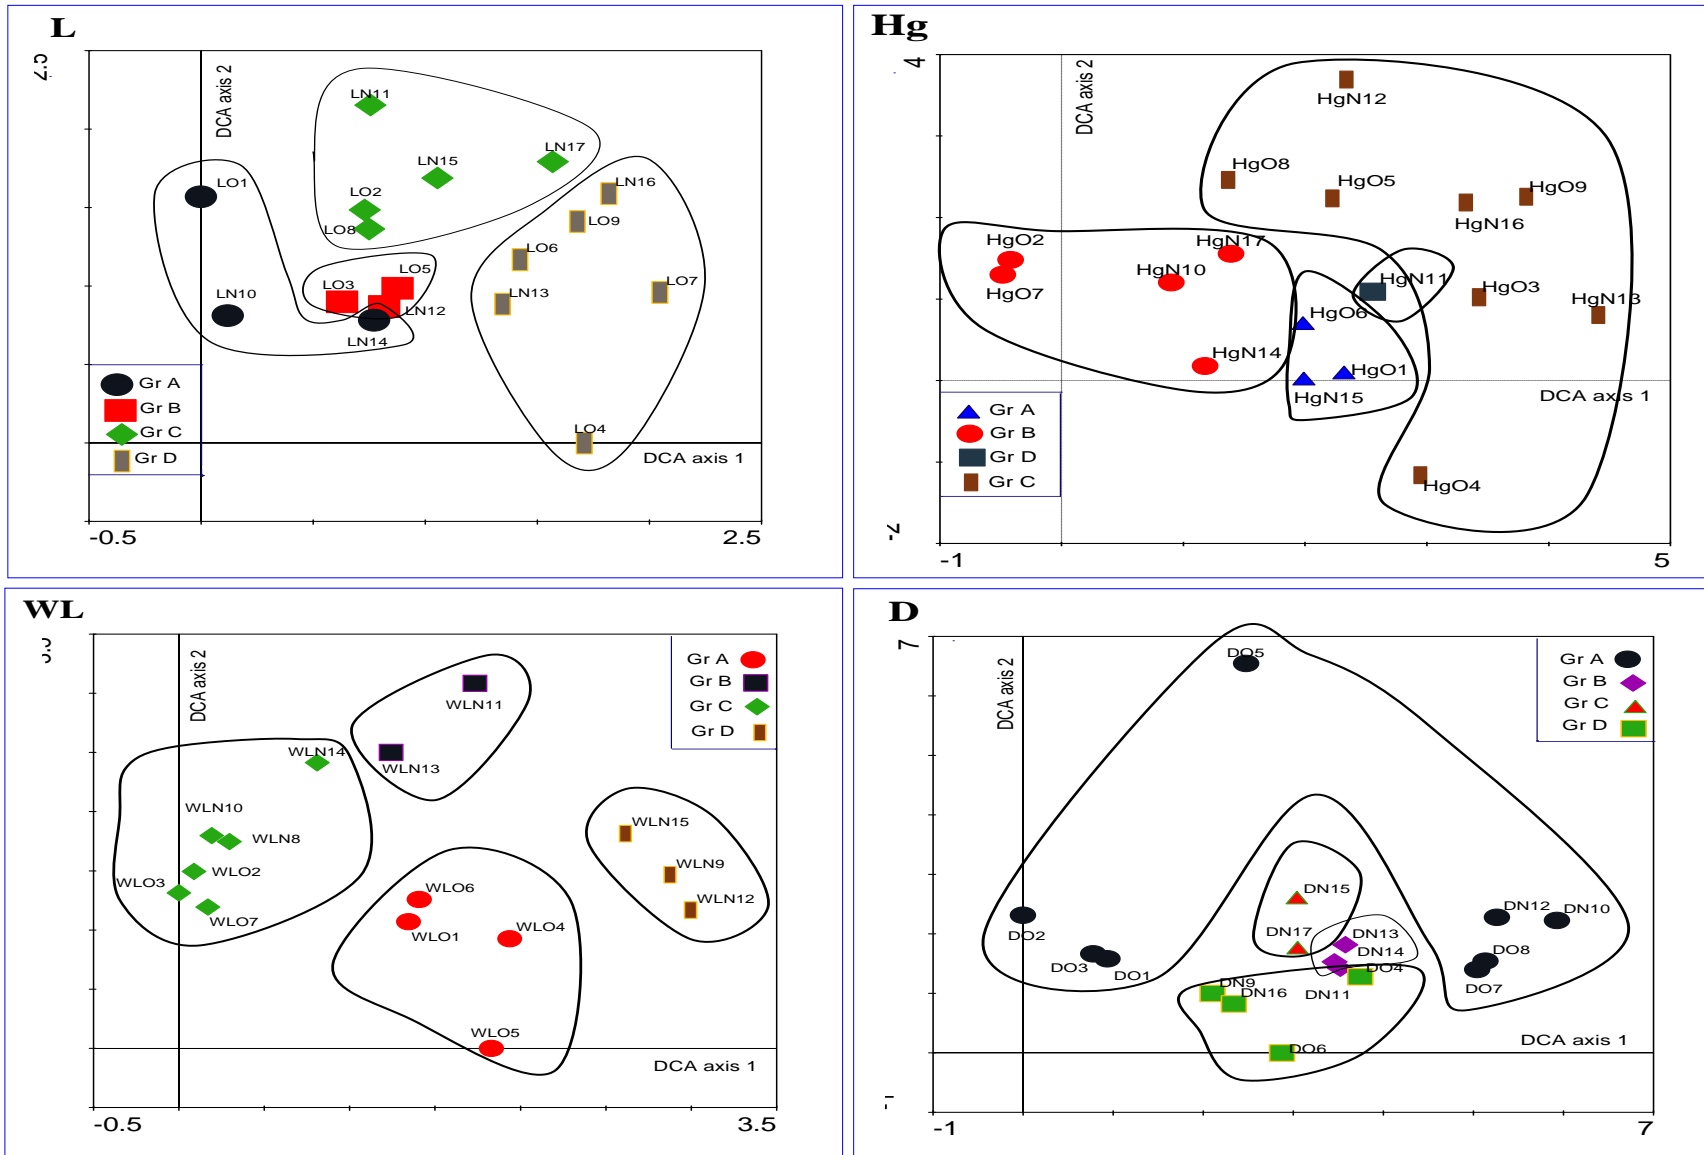 L
DCA axis 2
LN11
LN17
LN15
LO1
LO2
LN16
LO8
LO9
LO6
LO5
LO3
LO7
LN13
LN10
LN12
LN14
Gr A
Gr B
Gr C
Gr D
LO4
DCA axis 1
-0.5
2.5
Hg
4
DCA axis 2
HgN12
HgO8
HgO5
HgO9
HgN16
HgO2
HgN17
HgN10
HgN11
HgO7
HgO3
HgN13
HgO6
HgN14
HgO1
HgN15
DCA axis 1
Gr A
Gr B
Gr D
Gr C
HgO4
-1
5
WL
DCA axis 2
Gr A
Gr B
Gr C
Gr D
WLN11
WLN14
WLN13
WLN10
WLN8
WLN15
WLO2
WLN9
WLO3
WLO6
WLN12
WLO7
WLO1
WLO4
WLO5
DCA axis 1
-0.5
3.5
D
7
DCA axis 2
DO5
Gr A
Gr B
Gr C
Gr D
DN15
DN12
DN10
DO2
DN17
DN13
DN14
DO8
DO3
DO1
DO4
DN9
DN16
DN11
DO7
DO6
DCA axis 1
-1
7